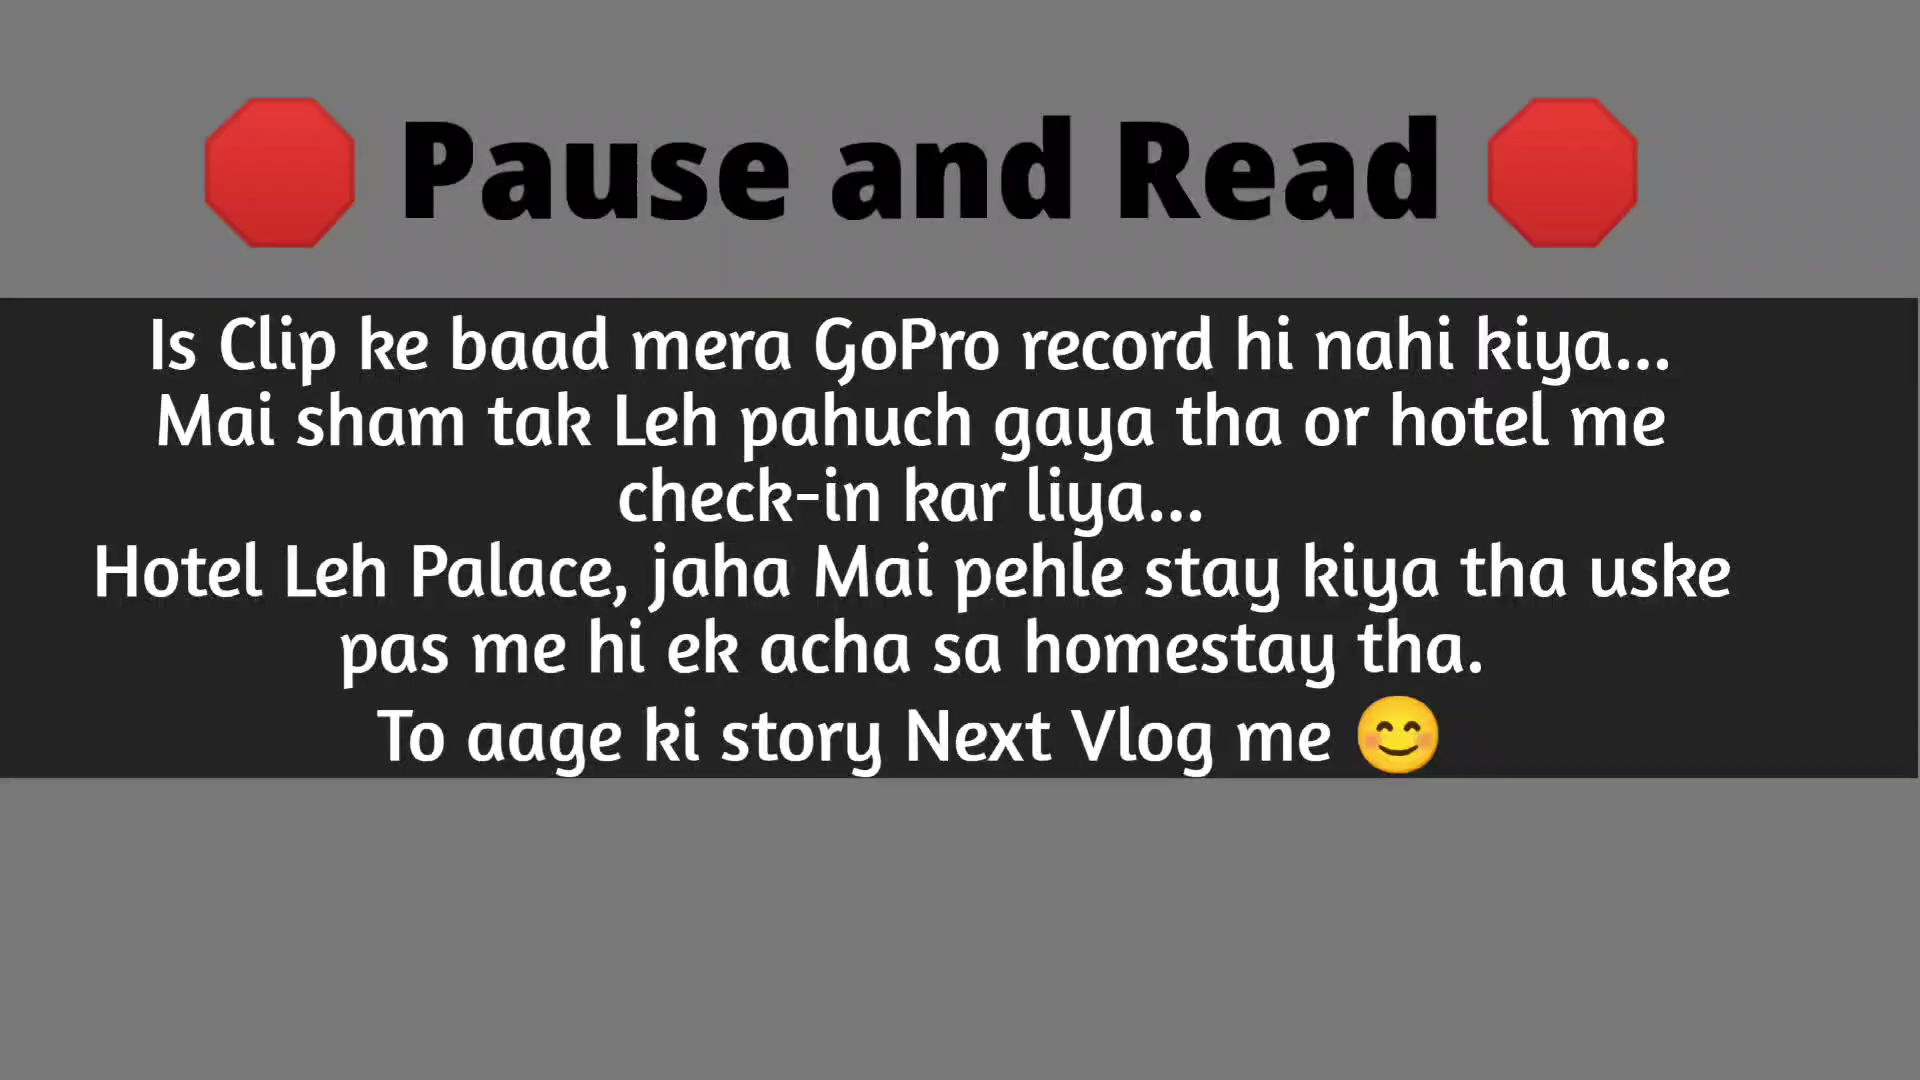 🛑 Pause and Read 🛑
Is Clip ke baad mera GoPro record hi nahi kiya...
Mai sham tak Leh pahuch gaya tha or hotel me
check-in kar liya...
Hotel Leh Palace, jaha Mai pehle stay kiya tha uske
pas me hi ek acha sa homestay tha.
To aage ki story Next Vlog me 😊